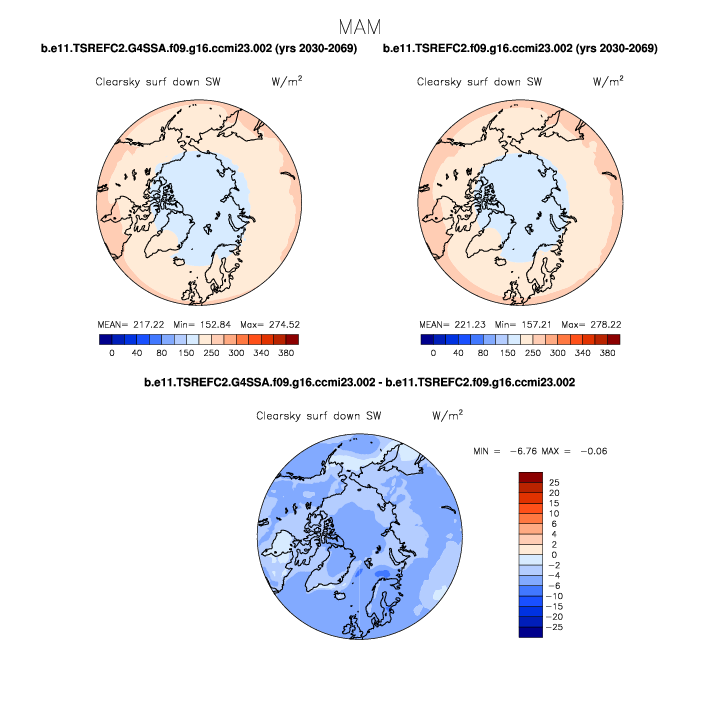 MAM
b.e11.TSREFC2.G4SSA.f09.g16.ccmi23.002 (yrs 2030-2069) b.e11.TSREFC2.f09.g16.ccmi23.002 (yrs 2030-2069)
Clearsky surf down SW W/m² Clearsky surf down SW W/m²
MEAN= 217.22 Min= 152.84 Max= 274.52 MEAN= 221.23 Min= 157.21 Max= 278.22
0 40 80 150 250 300 340 380 0 40 80 150 250 300 340 380
b.e11.TSREFC2.G4SSA.f09.g16.ccmi23.002 - b.e11.TSREFC2.f09.g16.ccmi23.002
Clearsky surf down SW W/m²
MIN = -6.76 MAX = -0.06
25
20
15
10
6
4
2
0
-2
-4
-6
-10
-15
-20
-25